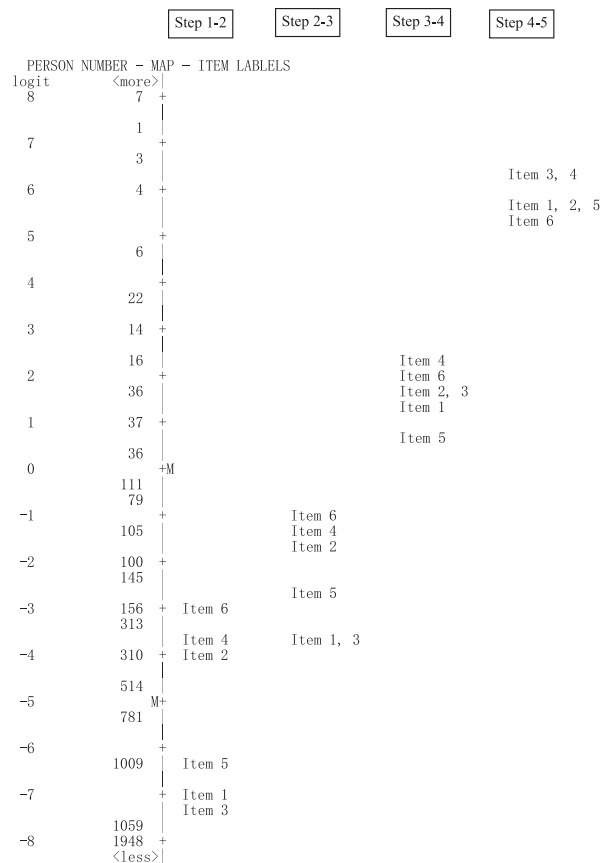 Step 1-2 Step 2-3 Step 3-4 Step 4-5
PERSON NUMBER − MAP − ITEM LABLELS
logit <more>|
8 7 +
1
7 +
3
Item 3, 4
6 4 +
Item 1, 2, 5
Item 6
5 +
6
4 +
22
3 14 +
16 Item 4
2 + Item 6
36 Item 2, 3
Item 1
1 37 +
Item 5
36
0 +M
111
79
−1 + Item 6
105 Item 4
Item 2
−2 100 +
145
Item 5
−3 156 + Item 6
313
Item 4 Item 1, 3
−4 310 + Item 2
514
−5 M+
781
−6 +
1009 Item 5
−7 + Item 1
Item 3
1059
−8 1948 +
<less>|